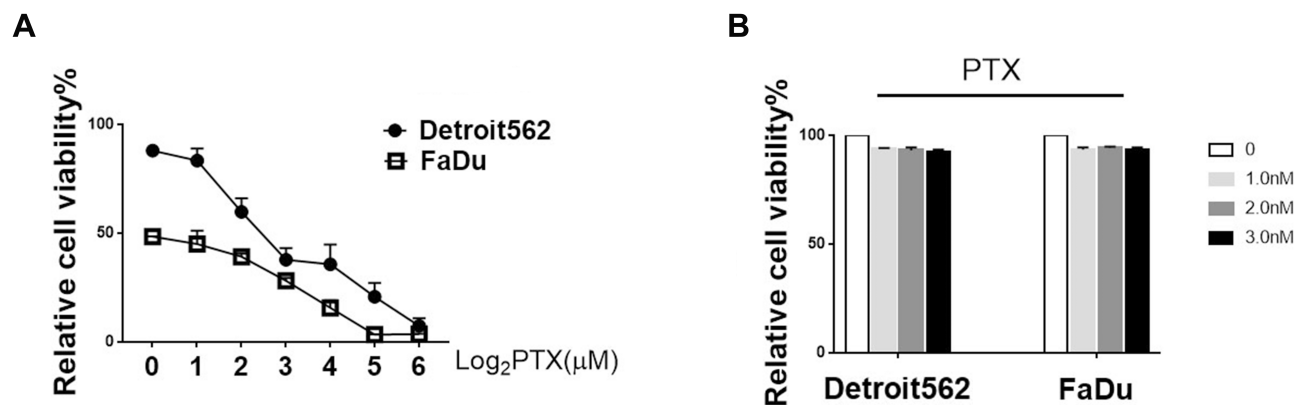 A
Relative cell viability%
100
50
0
Detroit562
FaDu
0 1 2 3 4 5 6
Log₂PTX(μM)
B
PTX
Relative cell viability%
100
50
0
Detroit562 FaDu
0
1.0nM
2.0nM
3.0nM